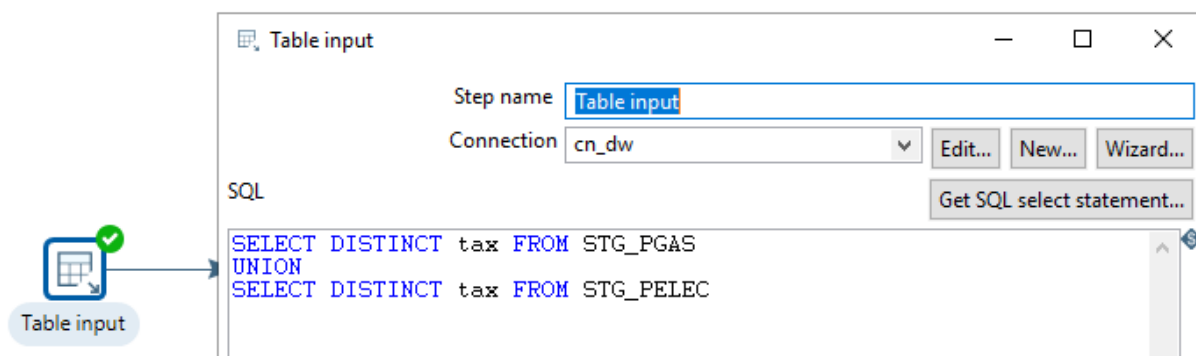 Table input
Step name Table input
Connection cn_dw Edit... New... Wizard...
SQL Get SQL select statement...
SELECT DISTINCT tax FROM STG_PGAS
UNION
SELECT DISTINCT tax FROM STG_PELEC
Table input